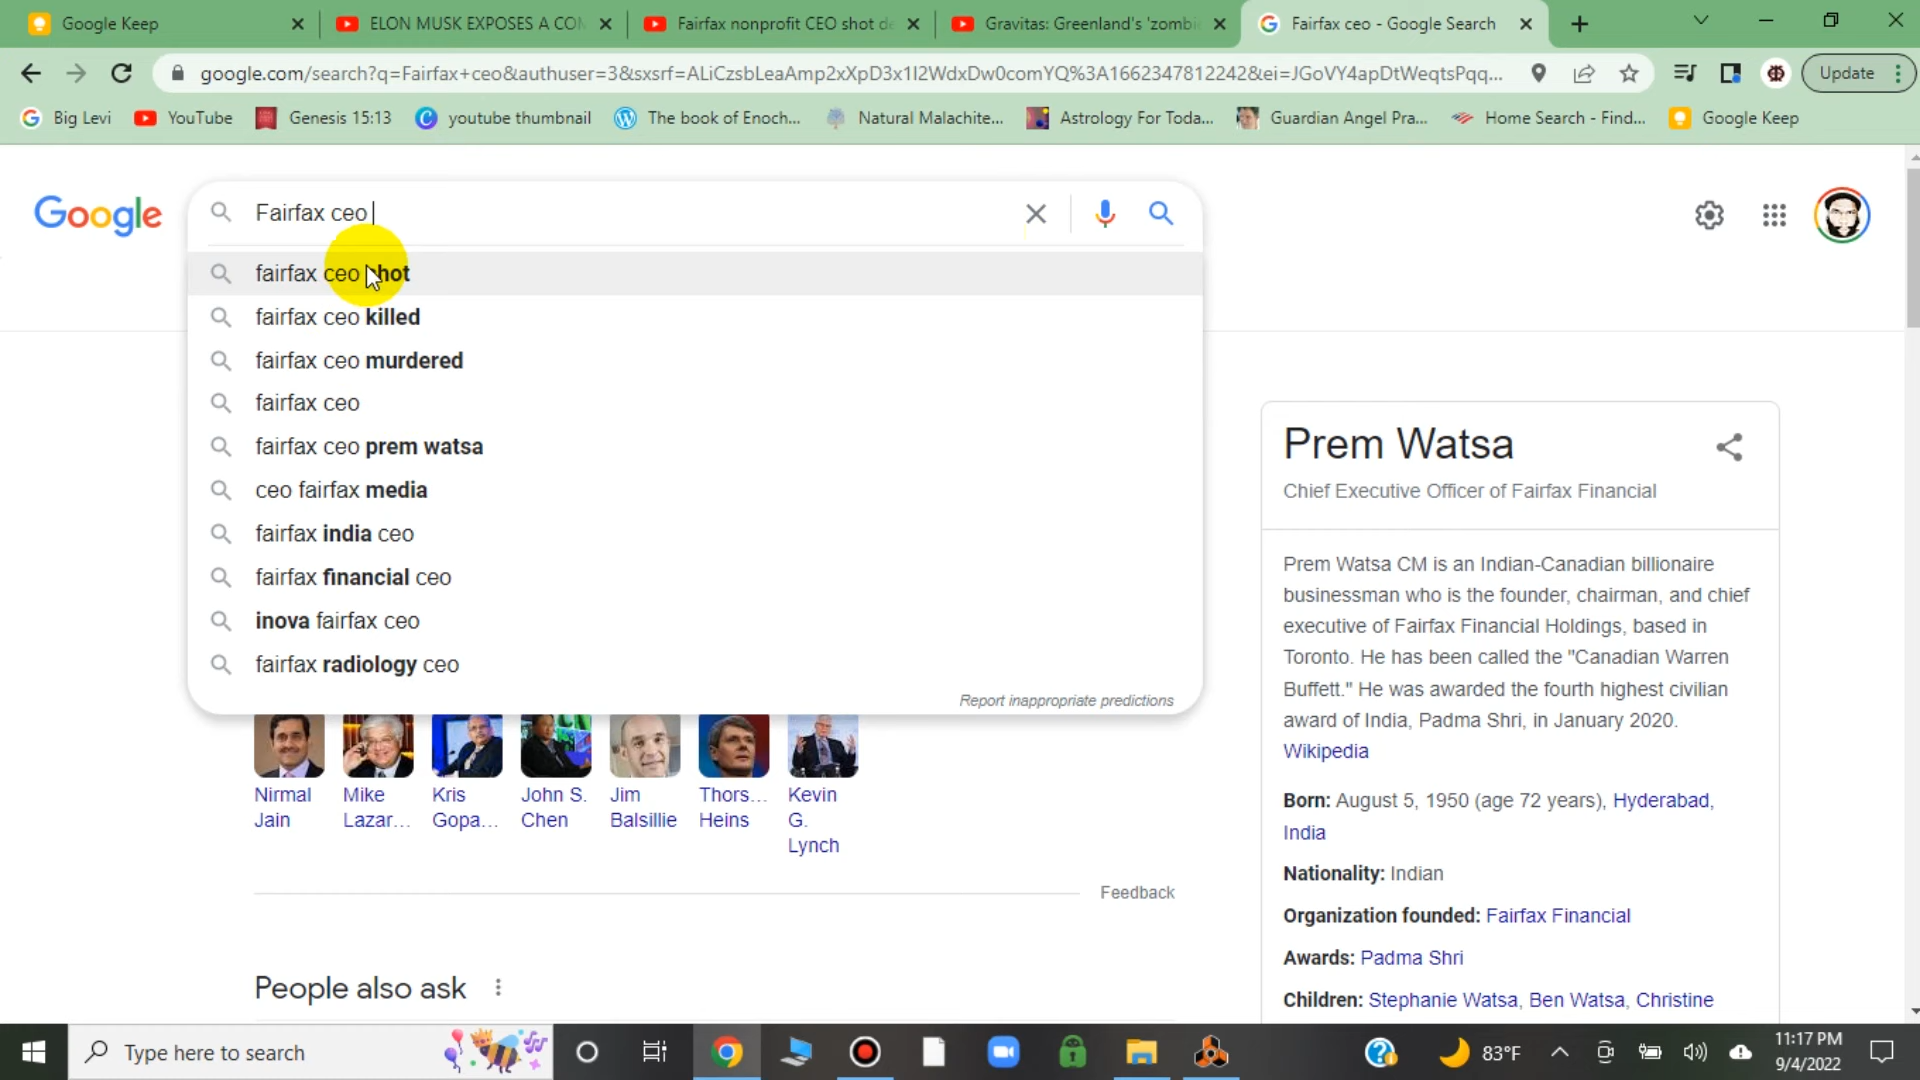 Google Keep
ELON MUSK EXPOSES A CON
Fairfax nonprofit CEO shot de
Gravitas: Greenland's 'zombi
Fairfax ceo - Google Search
google.com/search?q=Fairfax+ceo&authuser=3&sxsrf=ALiCzsbLeaAmp2xXpD3x1I2WdxDw0comYQ%3A1662347812242&ei=JGoVY4apDtWeqtsPqq...
Update
Big Levi
YouTube
Genesis 15:13
youtube thumbnail
The book of Enoch...
Natural Malachite...
Astrology For Toda...
Guardian Angel Pra...
Home Search - Find...
Google Keep
Google
Fairfax ceo
fairfax ceo shot
fairfax ceo killed
fairfax ceo murdered
fairfax ceo
fairfax ceo prem watsa
ceo fairfax media
fairfax india ceo
fairfax financial ceo
inova fairfax ceo
fairfax radiology ceo
Report inappropriate predictions
Nirmal
Jain
Mike
Lazar...
Kris
Gopa...
John S.
Chen
Jim
Balsillie
Thors...
Heins
Kevin
G.
Lynch
Feedback
People also ask
Prem Watsa
Chief Executive Officer of Fairfax Financial
Prem Watsa CM is an Indian-Canadian billionaire
businessman who is the founder, chairman, and chief
executive of Fairfax Financial Holdings, based in
Toronto. He has been called the "Canadian Warren
Buffett." He was awarded the fourth highest civilian
award of India, Padma Shri, in January 2020.
Wikipedia
Born: August 5, 1950 (age 72 years), Hyderabad,
India
Nationality: Indian
Organization founded: Fairfax Financial
Awards: Padma Shri
Children: Stephanie Watsa, Ben Watsa, Christine
Type here to search
83°F
11:17 PM
9/4/2022